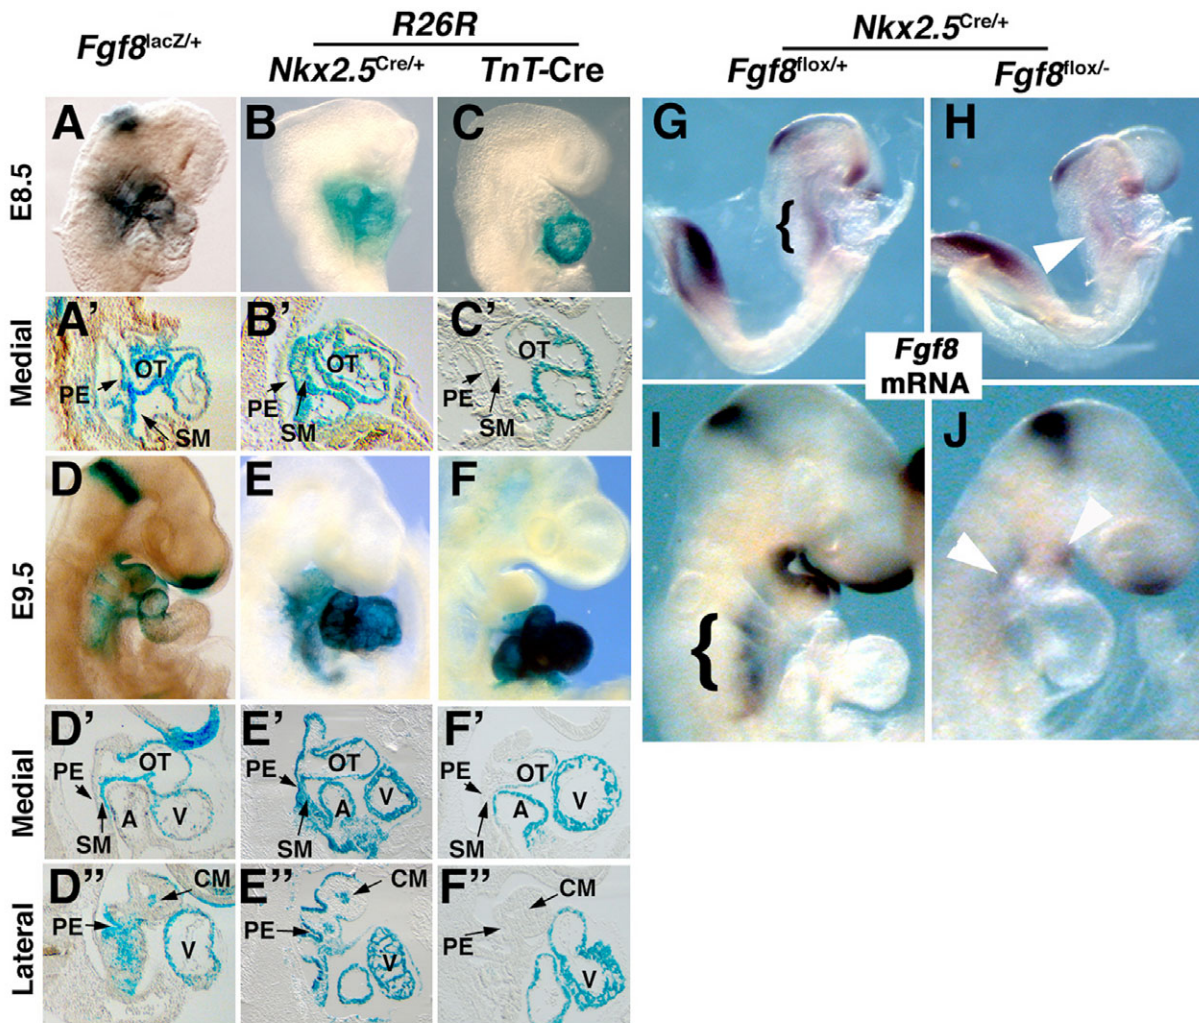 Fgf8lacZ/+
R26R
Nkx2.5Cre/+
TnT-Cre
Nkx2.5Cre/+
Fgf8flox/+
Fgf8flox/-
E8.5
A
B
C
G
H
{
Medial
A'
OT
PE
SM
B'
OT
PE
SM
C'
OT
PE
SM
Fgf8
mRNA
E9.5
D
E
F
I
J
{
Medial
D'
PE
OT
A
V
SM
E'
PE
OT
A
V
SM
F'
PE
OT
A
V
SM
Lateral
D''
CM
PE
V
E''
CM
PE
V
F''
CM
PE
V